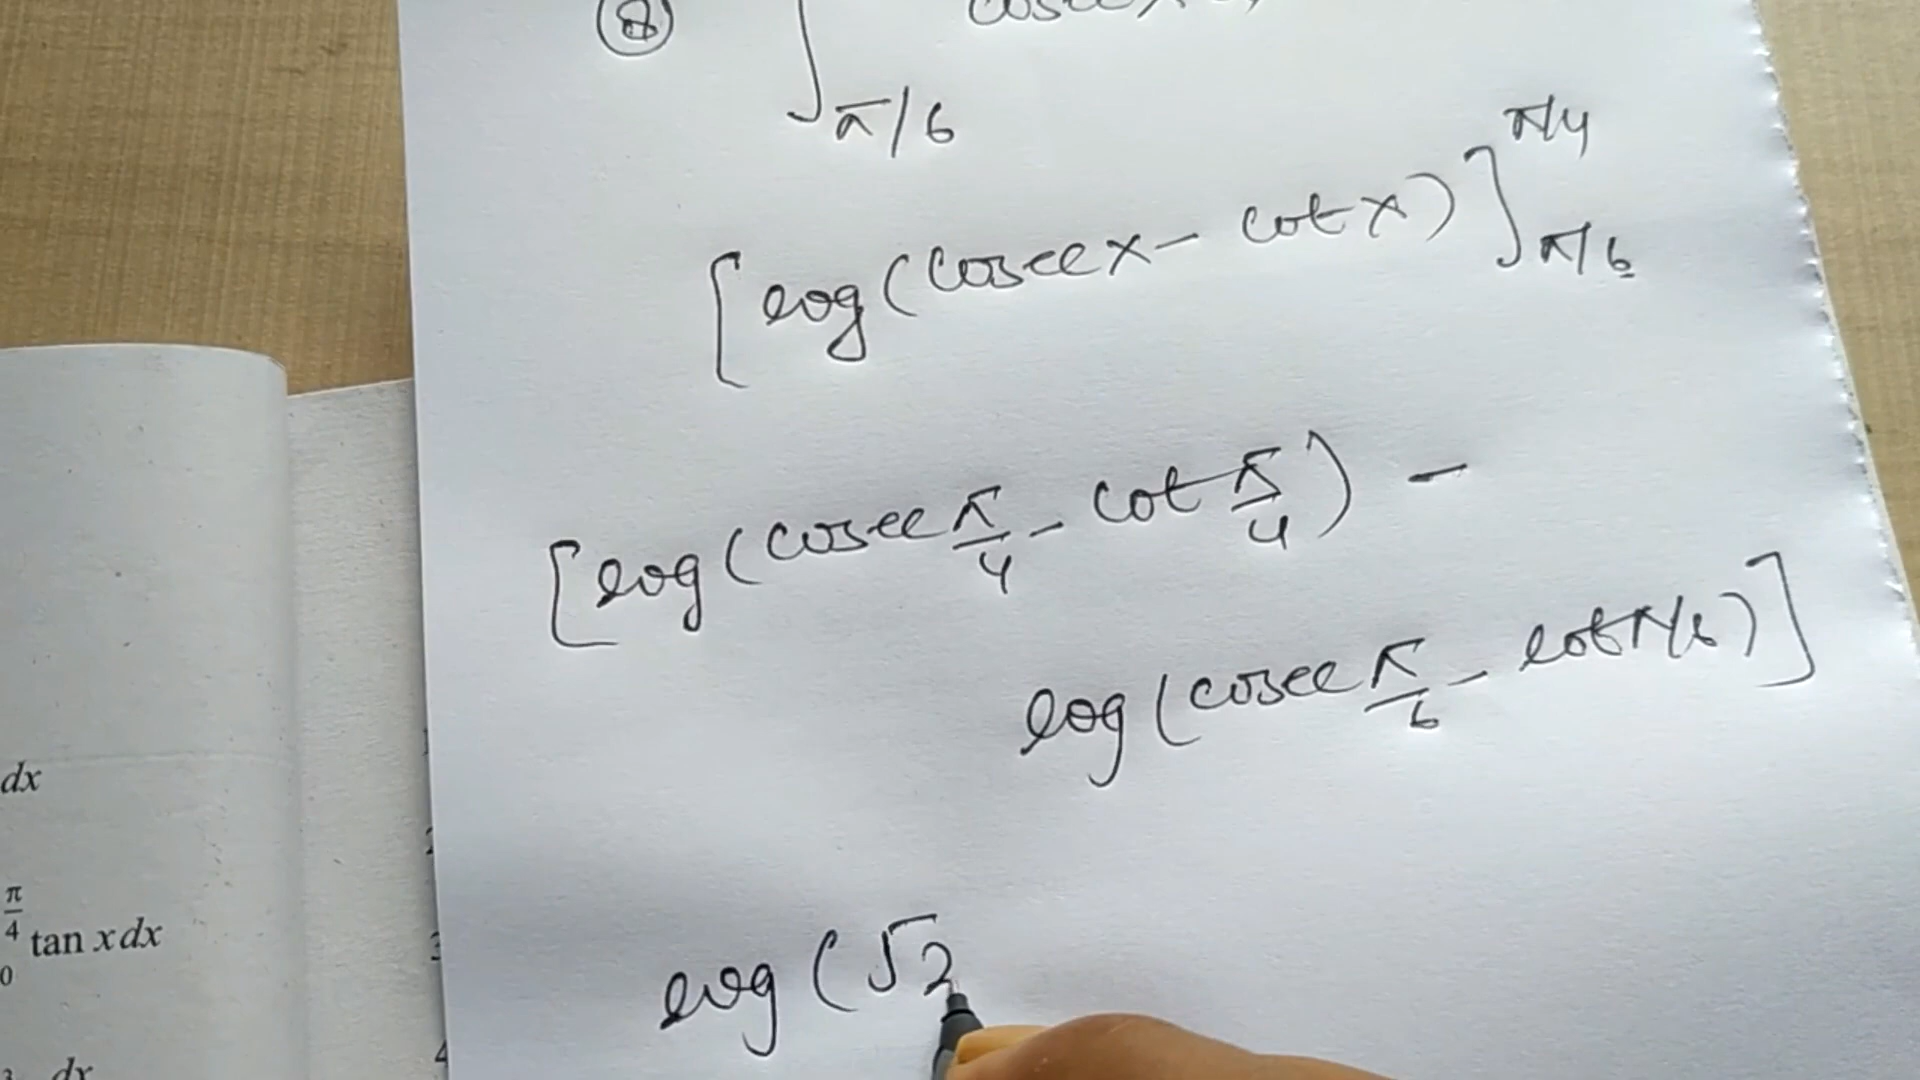 (8) ∫ cosec x
π/6
[log(cosec x - cot x)] π/4 π/6
[log(cosec π/4 - cot π/4) -
log(cosec π/6 - cot π/6)]
log(√2
dx
π/4
0
tan x dx
dx